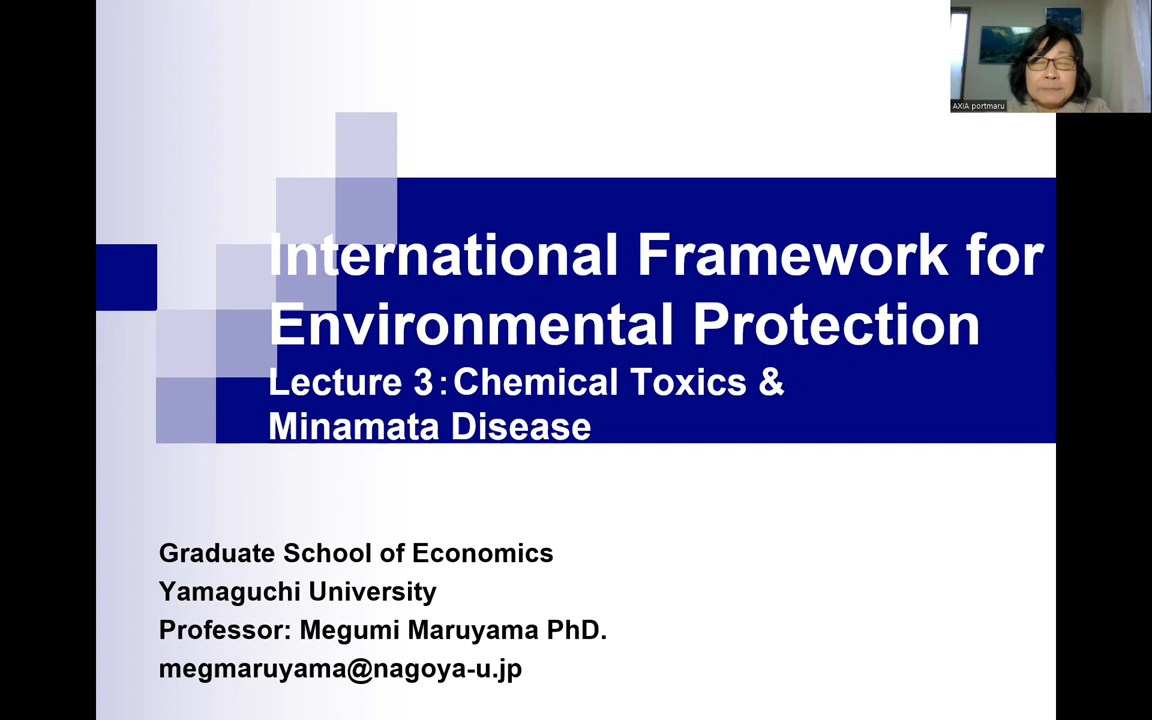 AXIA portmaru
International Framework for
Environmental Protection
Lecture 3：Chemical Toxics &
Minamata Disease
Graduate School of Economics
Yamaguchi University
Professor: Megumi Maruyama PhD.
megmaruyama@nagoya-u.jp